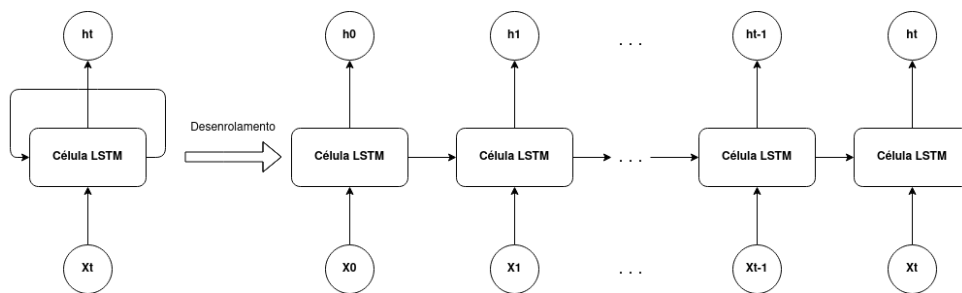 ht
h0
h1
. . .
ht-1
ht
Desenrolamento
Célula LSTM
Célula LSTM
Célula LSTM
. . .
Célula LSTM
Célula LSTM
Xt
X0
X1
. . .
Xt-1
Xt